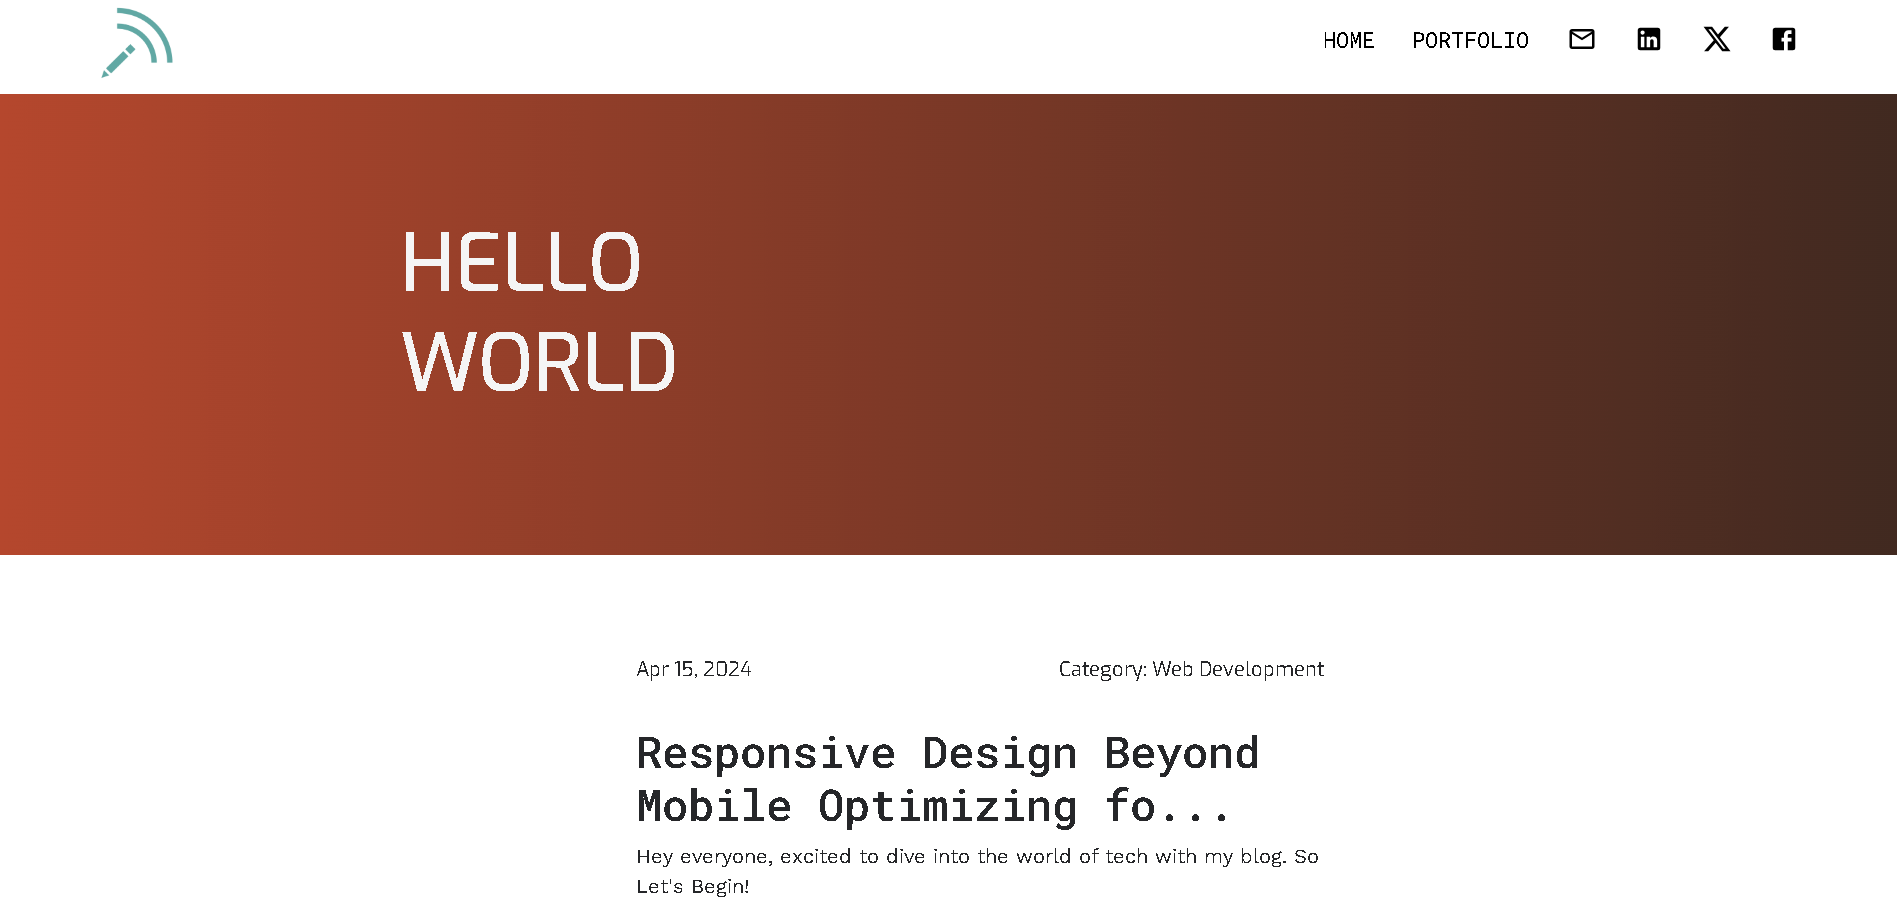 HOME PORTFOLIO
HELLO
WORLD
Apr 15, 2024 Category: Web Development
Responsive Design Beyond
Mobile Optimizing fo...
Hey everyone, excited to dive into the world of tech with my blog. So
Let's Begin!